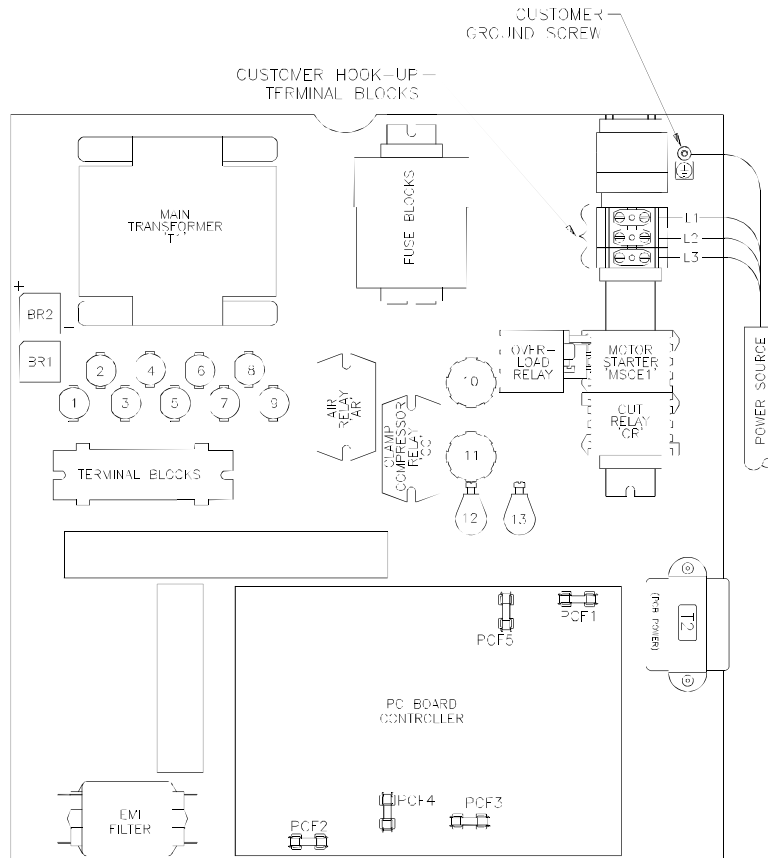 CUSTOMER
GROUND SCREW
CUSTOMER HOOK-UP
TERMINAL BLOCKS
MAIN
TRANSFORMER
'T1'
FUSE BLOCKS
L1
L2
L3
+
BR2
-
BR1
2
4
6
8
1
3
5
7
9
AIR
RELAY
'AR'
CLAMP
COMPRESSOR
RELAY
'CC'
10
11
12
13
OVER-
LOAD
RELAY
MOTOR
STARTER
'MSCE1'
CUT
RELAY
'CR'
POWER SOURCE
TERMINAL BLOCKS
PCF1
PCF5
T2
(PCB POWER)
PC BOARD
CONTROLLER
PCF4
PCF3
PCF2
EMI
FILTER